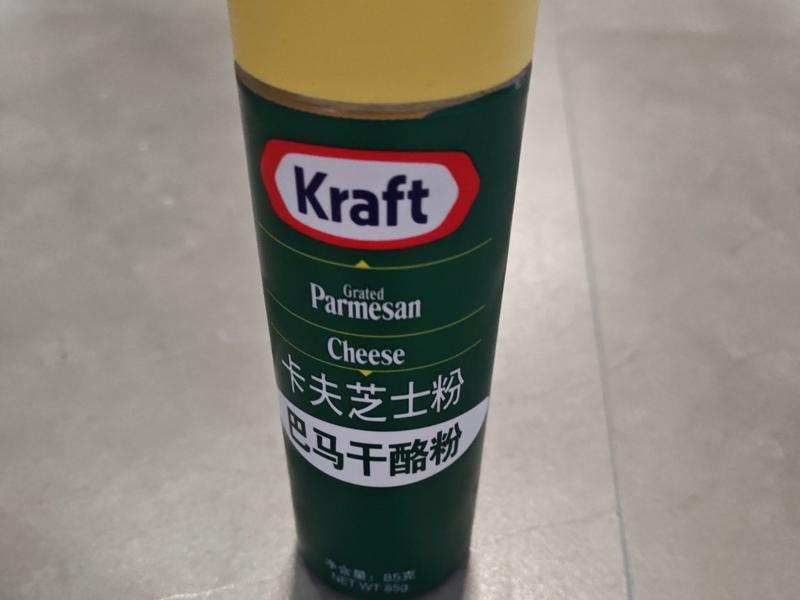 Kraft
Grated
Parmesan
Cheese
卡夫芝士粉
巴马干酪粉
净含量：85克
NET WT 85g